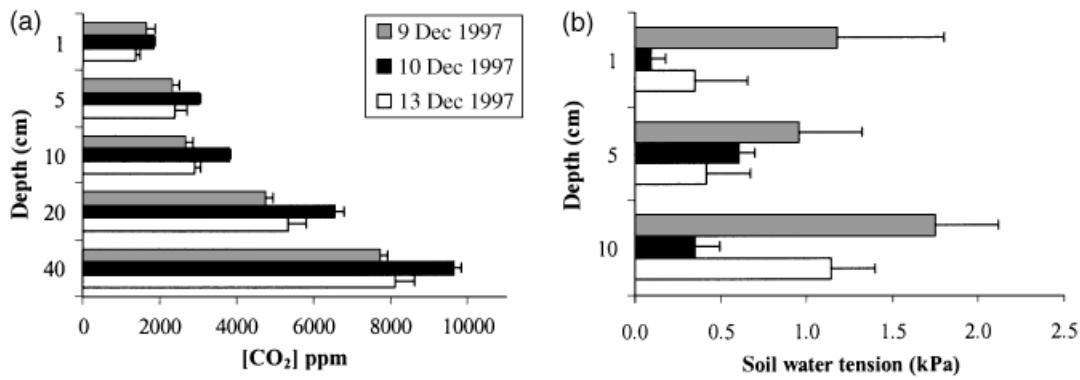 (a)
Depth (cm)
1
5
10
20
40
0 2000 4000 6000 8000 10000
[CO₂] ppm
9 Dec 1997
10 Dec 1997
13 Dec 1997
(b)
Depth (cm)
1
5
10
0.0 0.5 1.0 1.5 2.0 2.5
Soil water tension (kPa)